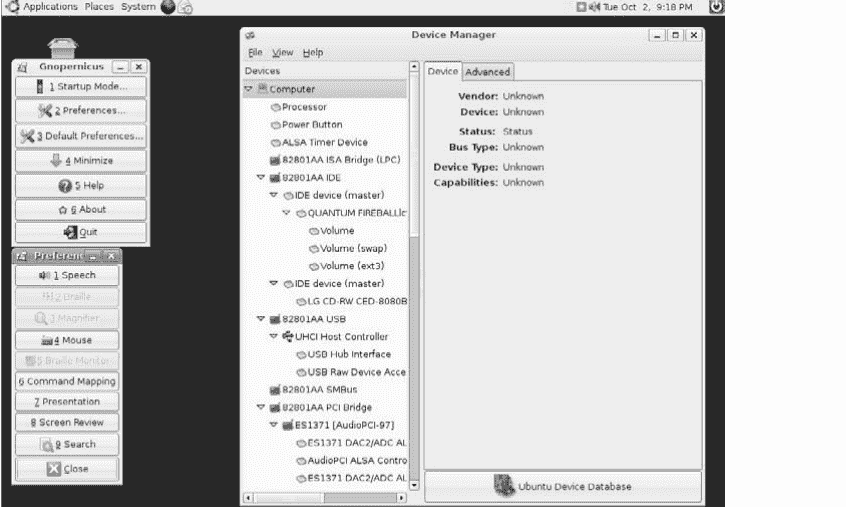 Applications Places System
Tue Oct 2, 9:18 PM
Gnopernicus
1 Startup Mode...
2 Preferences...
3 Default Preferences...
4 Minimize
5 Help
6 About
Quit
Preferenc
1 Speech
2 Braille
3 Magnifier
4 Mouse
5 Braille Monitor
6 Command Mapping
7 Presentation
8 Screen Review
9 Search
Close
Device Manager
File View Help
Devices
Computer
Processor
Power Button
ALSA Timer Device
82801AA ISA Bridge (LPC)
82801AA IDE
IDE device (master)
QUANTUM FIREBALLlc
Volume
Volume (swap)
Volume (ext3)
IDE device (master)
LG CD-RW CED-8080B
82801AA USB
UHCI Host Controller
USB Hub Interface
USB Raw Device Acce
82801AA SMBus
82801AA PCI Bridge
ES1371 [AudioPCI-97]
ES1371 DAC2/ADC AL
AudioPCI ALSA Contro
ES1371 DAC2/ADC AL
Device Advanced
Vendor: Unknown
Device: Unknown
Status: Status
Bus Type: Unknown
Device Type: Unknown
Capabilities: Unknown
Ubuntu Device Database